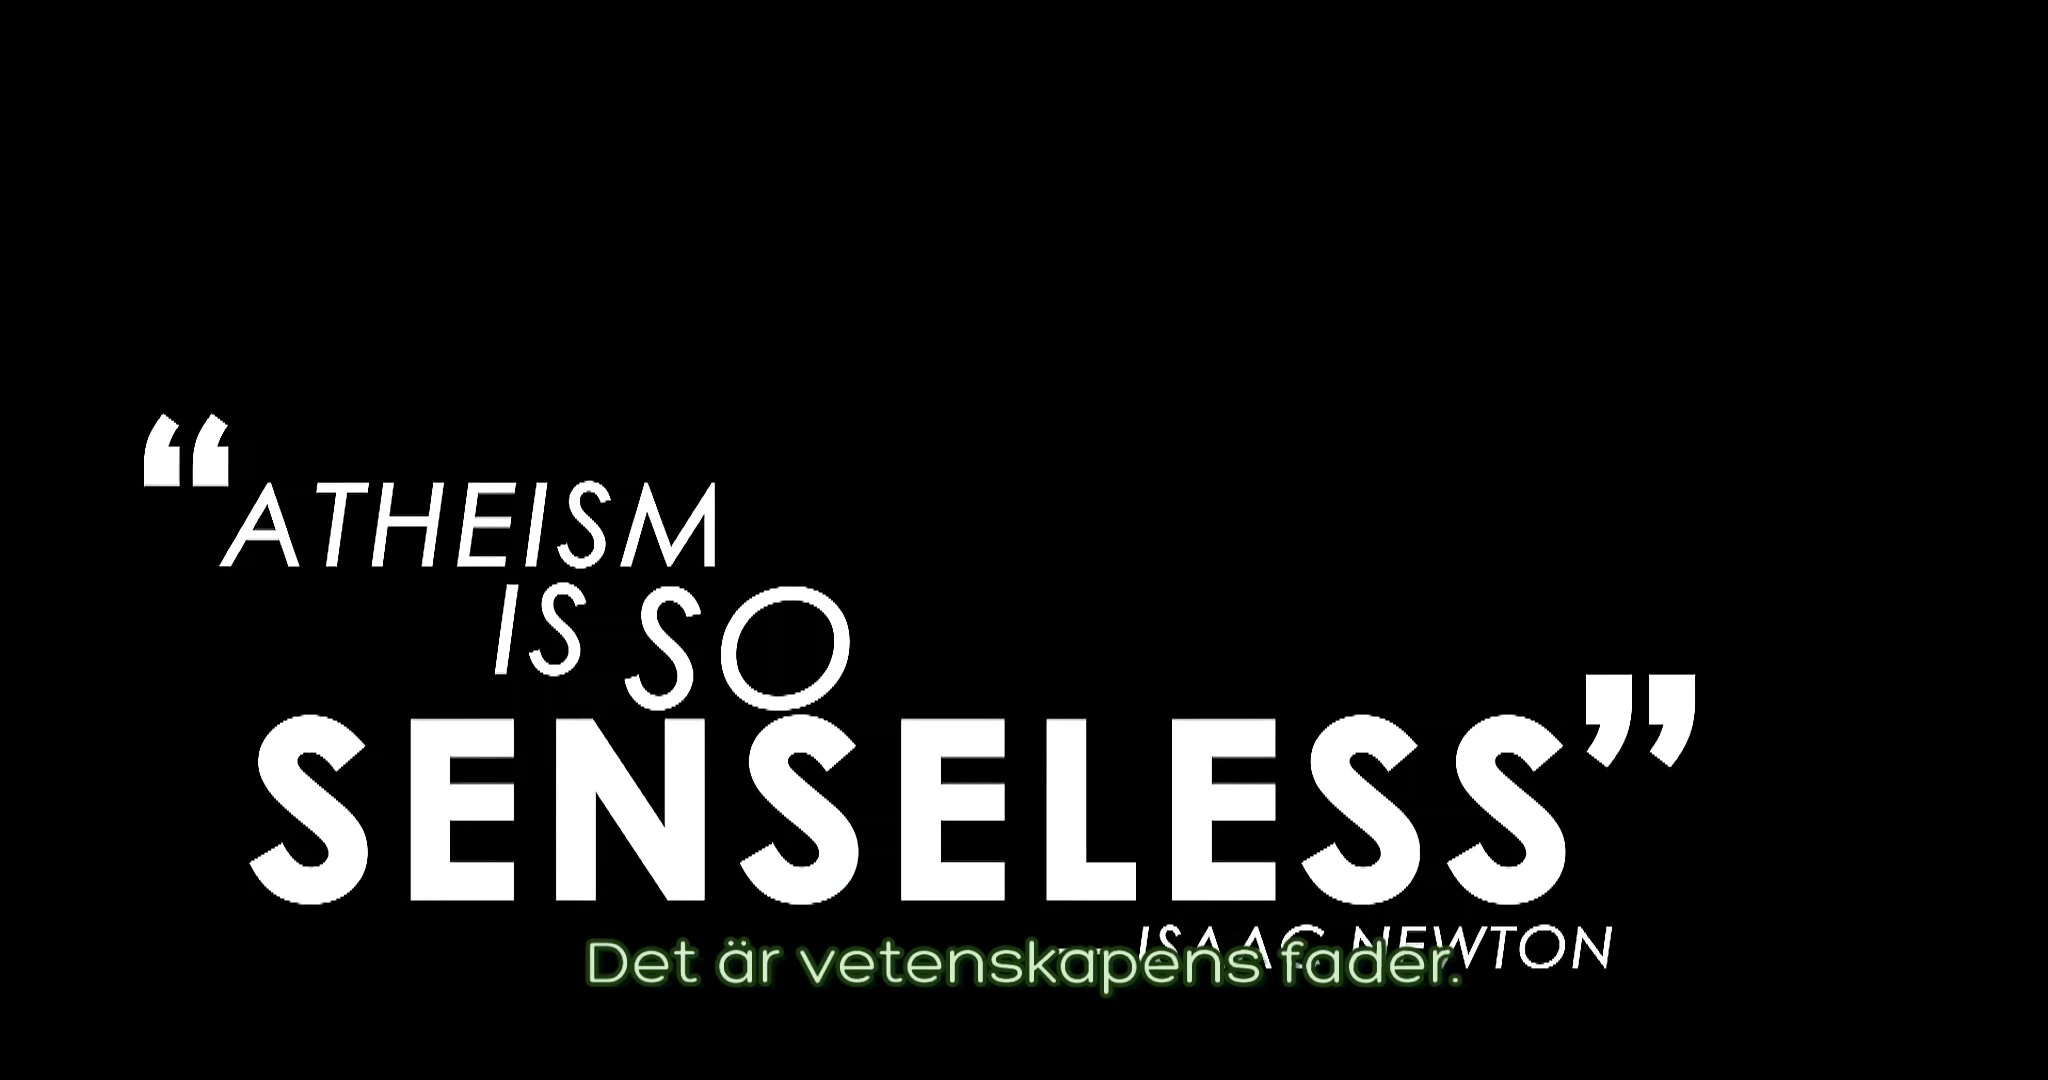 “ATHEISM
IS SO
SENSELESS”
— ISAAC NEWTON
Det är vetenskapens fader.